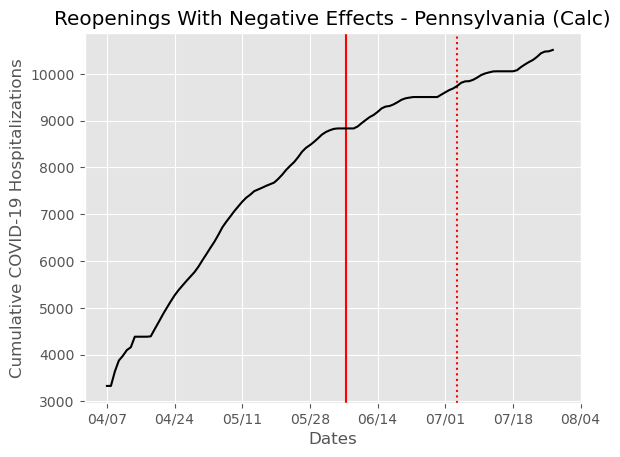 Reopenings With Negative Effects - Pennsylvania (Calc)
Cumulative COVID-19 Hospitalizations
10000
9000
8000
7000
6000
5000
4000
3000
04/07 04/24 05/11 05/28 06/14 07/01 07/18 08/04
Dates